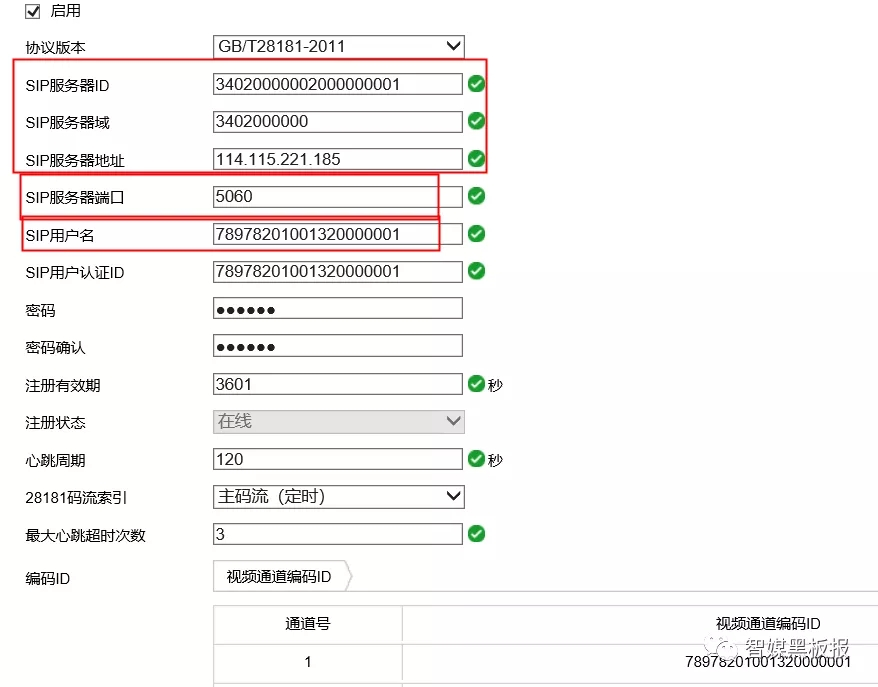 启用
协议版本 GB/T28181-2011
SIP服务器ID 34020000002000000001
SIP服务器域 3402000000
SIP服务器地址 114.115.221.185
SIP服务器端口 5060
SIP用户名 78978201001320000001
SIP用户认证ID 78978201001320000001
密码 ●●●●●●
密码确认 ●●●●●●
注册有效期 3601 秒
注册状态 在线
心跳周期 120 秒
28181码流索引 主码流（定时）
最大心跳超时次数 3
编码ID 视频通道编码ID
通道号 视频通道编码ID
智媒黑板报
1 78978201001320000001